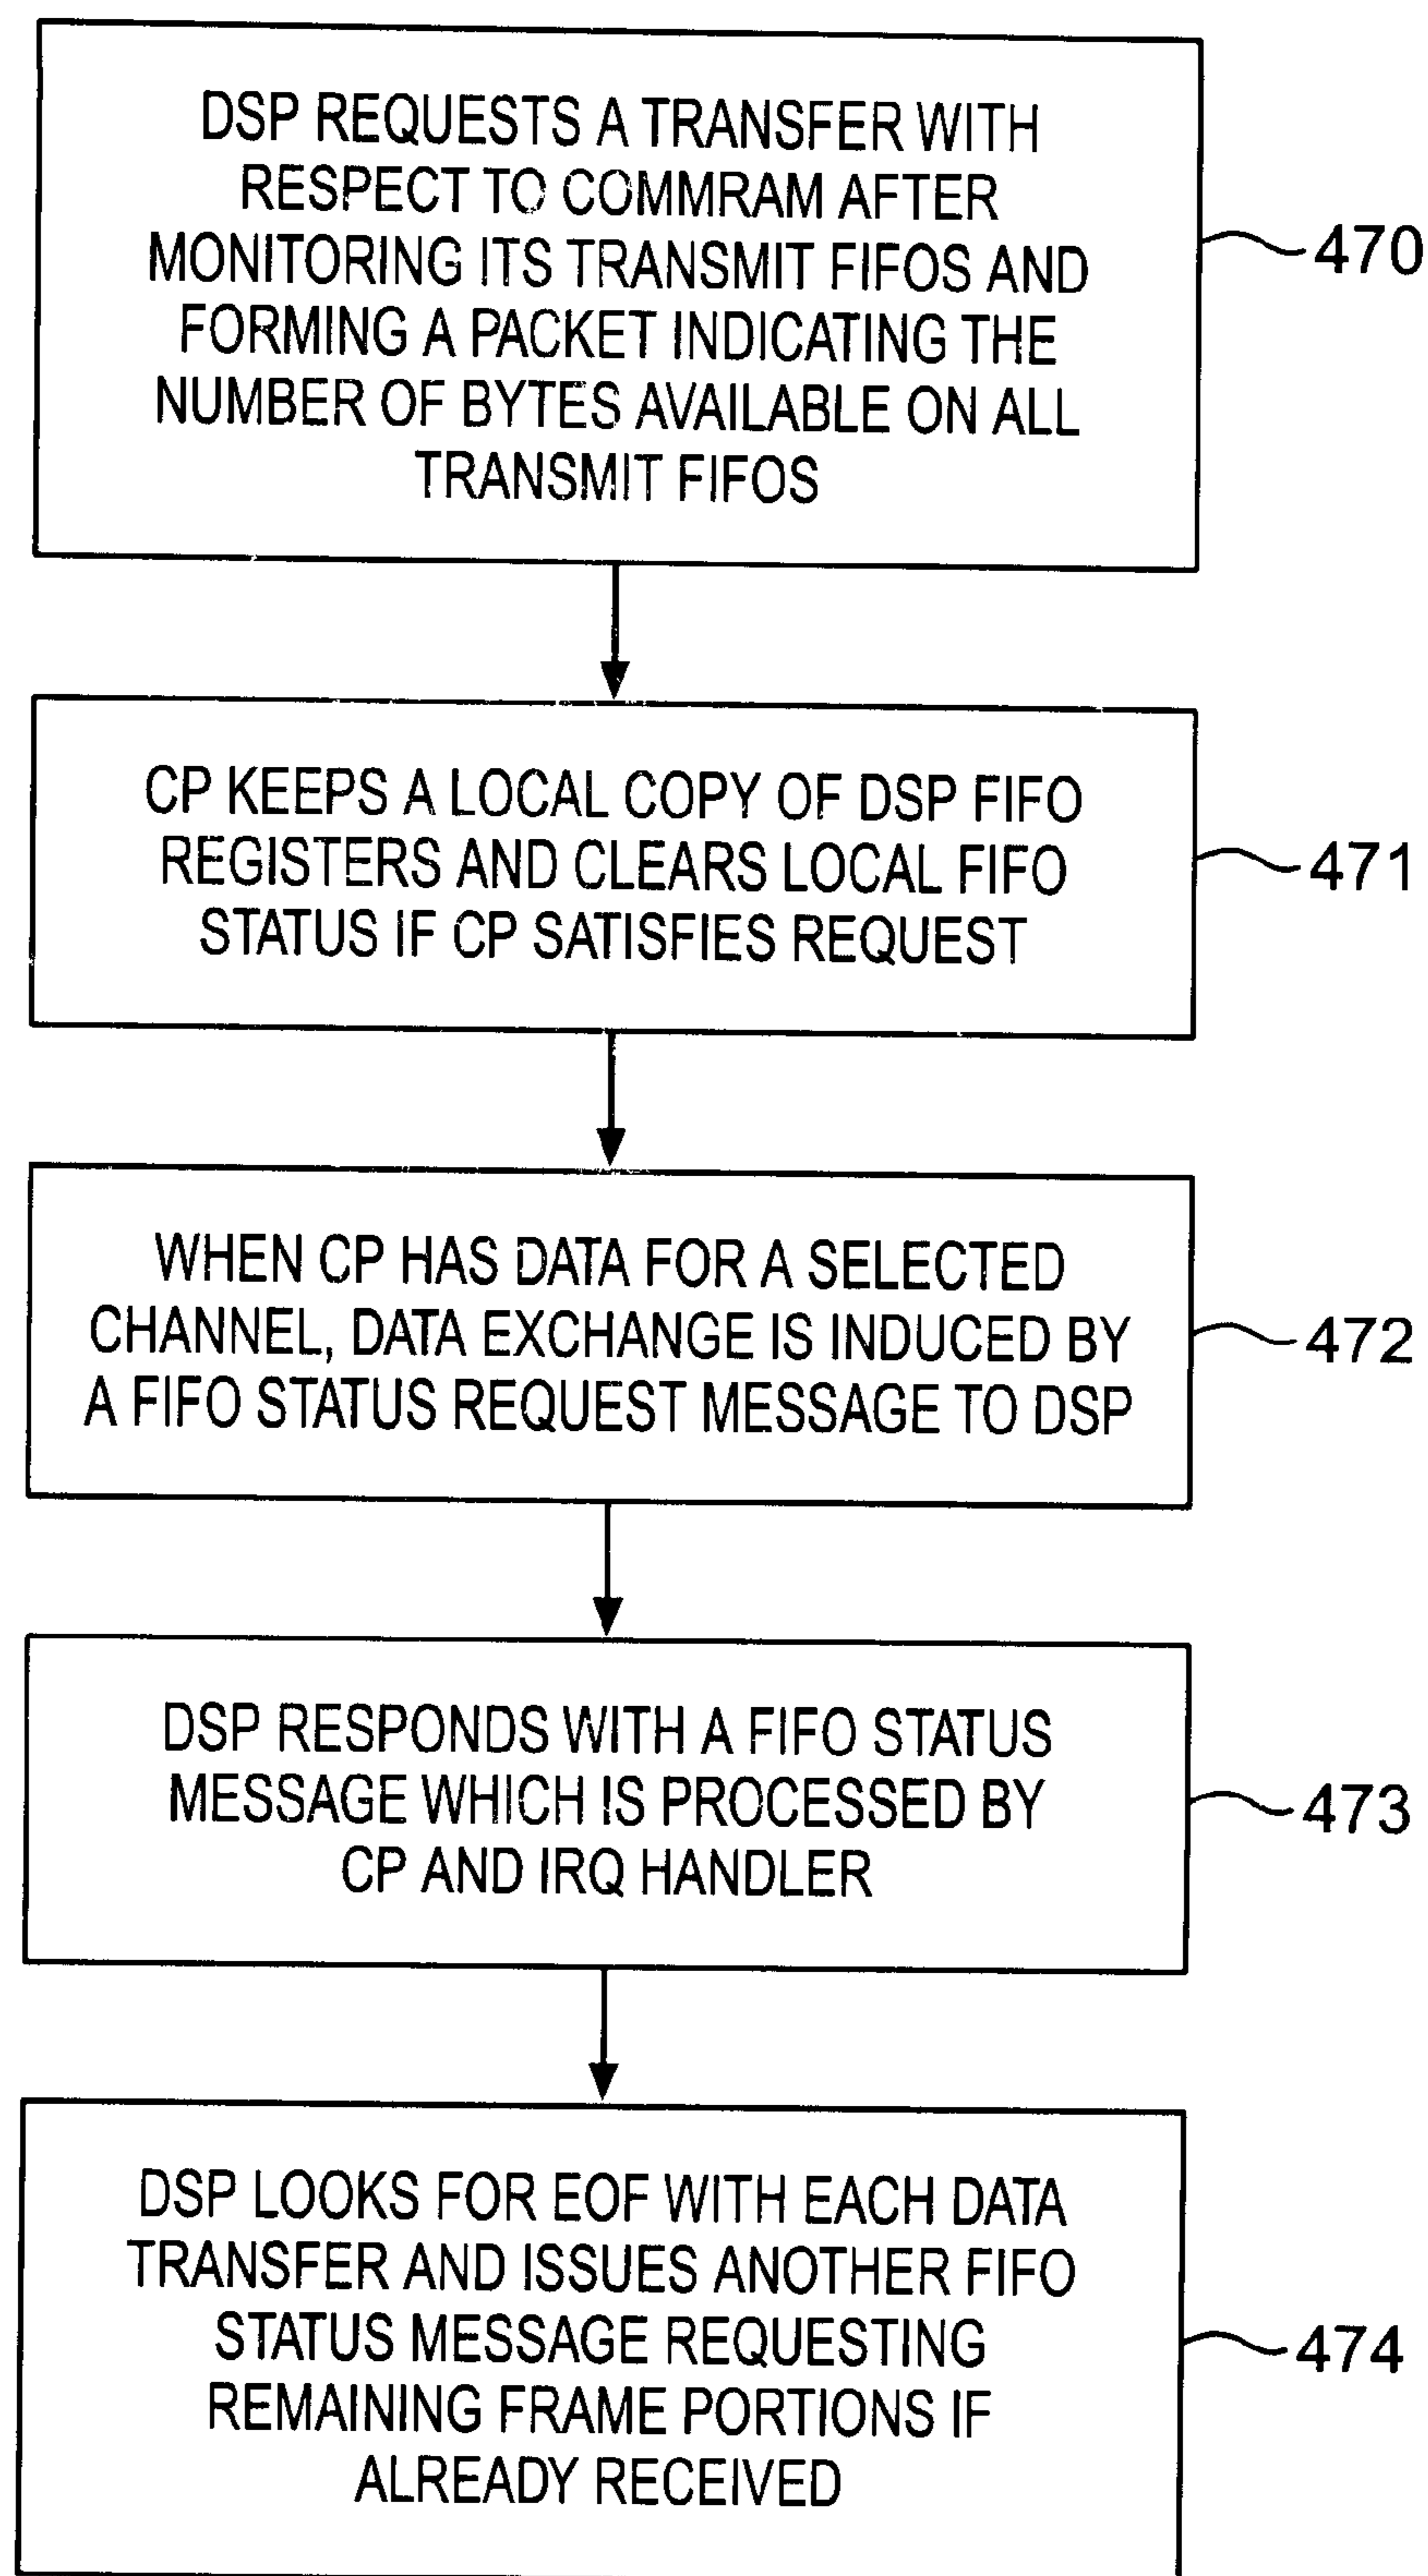 DSP REQUESTS A TRANSFER WITH
RESPECT TO COMMRAM AFTER
MONITORING ITS TRANSMIT FIFOS AND
FORMING A PACKET INDICATING THE
NUMBER OF BYTES AVAILABLE ON ALL
TRANSMIT FIFOS
470
CP KEEPS A LOCAL COPY OF DSP FIFO
REGISTERS AND CLEARS LOCAL FIFO
STATUS IF CP SATISFIES REQUEST
471
WHEN CP HAS DATA FOR A SELECTED
CHANNEL, DATA EXCHANGE IS INDUCED BY
A FIFO STATUS REQUEST MESSAGE TO DSP
472
DSP RESPONDS WITH A FIFO STATUS
MESSAGE WHICH IS PROCESSED BY
CP AND IRQ HANDLER
473
DSP LOOKS FOR EOF WITH EACH DATA
TRANSFER AND ISSUES ANOTHER FIFO
STATUS MESSAGE REQUESTING
REMAINING FRAME PORTIONS IF
ALREADY RECEIVED
474